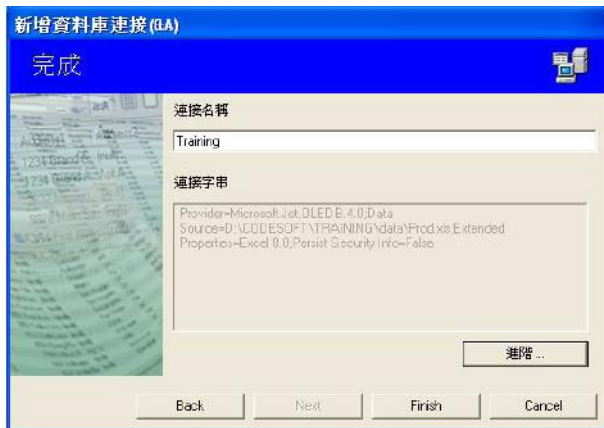 新增資料庫連接(ELA)
完成
連接名稱
Training
連接字串
Provider=Microsoft.Jet.OLEDB.4.0;Data
Source=D:\CODESOFT\TRAINING\data\Prod.xls;Extended
Properties=Excel 8.0;Persist Security Info=False
進階 ...
Back
Next
Finish
Cancel